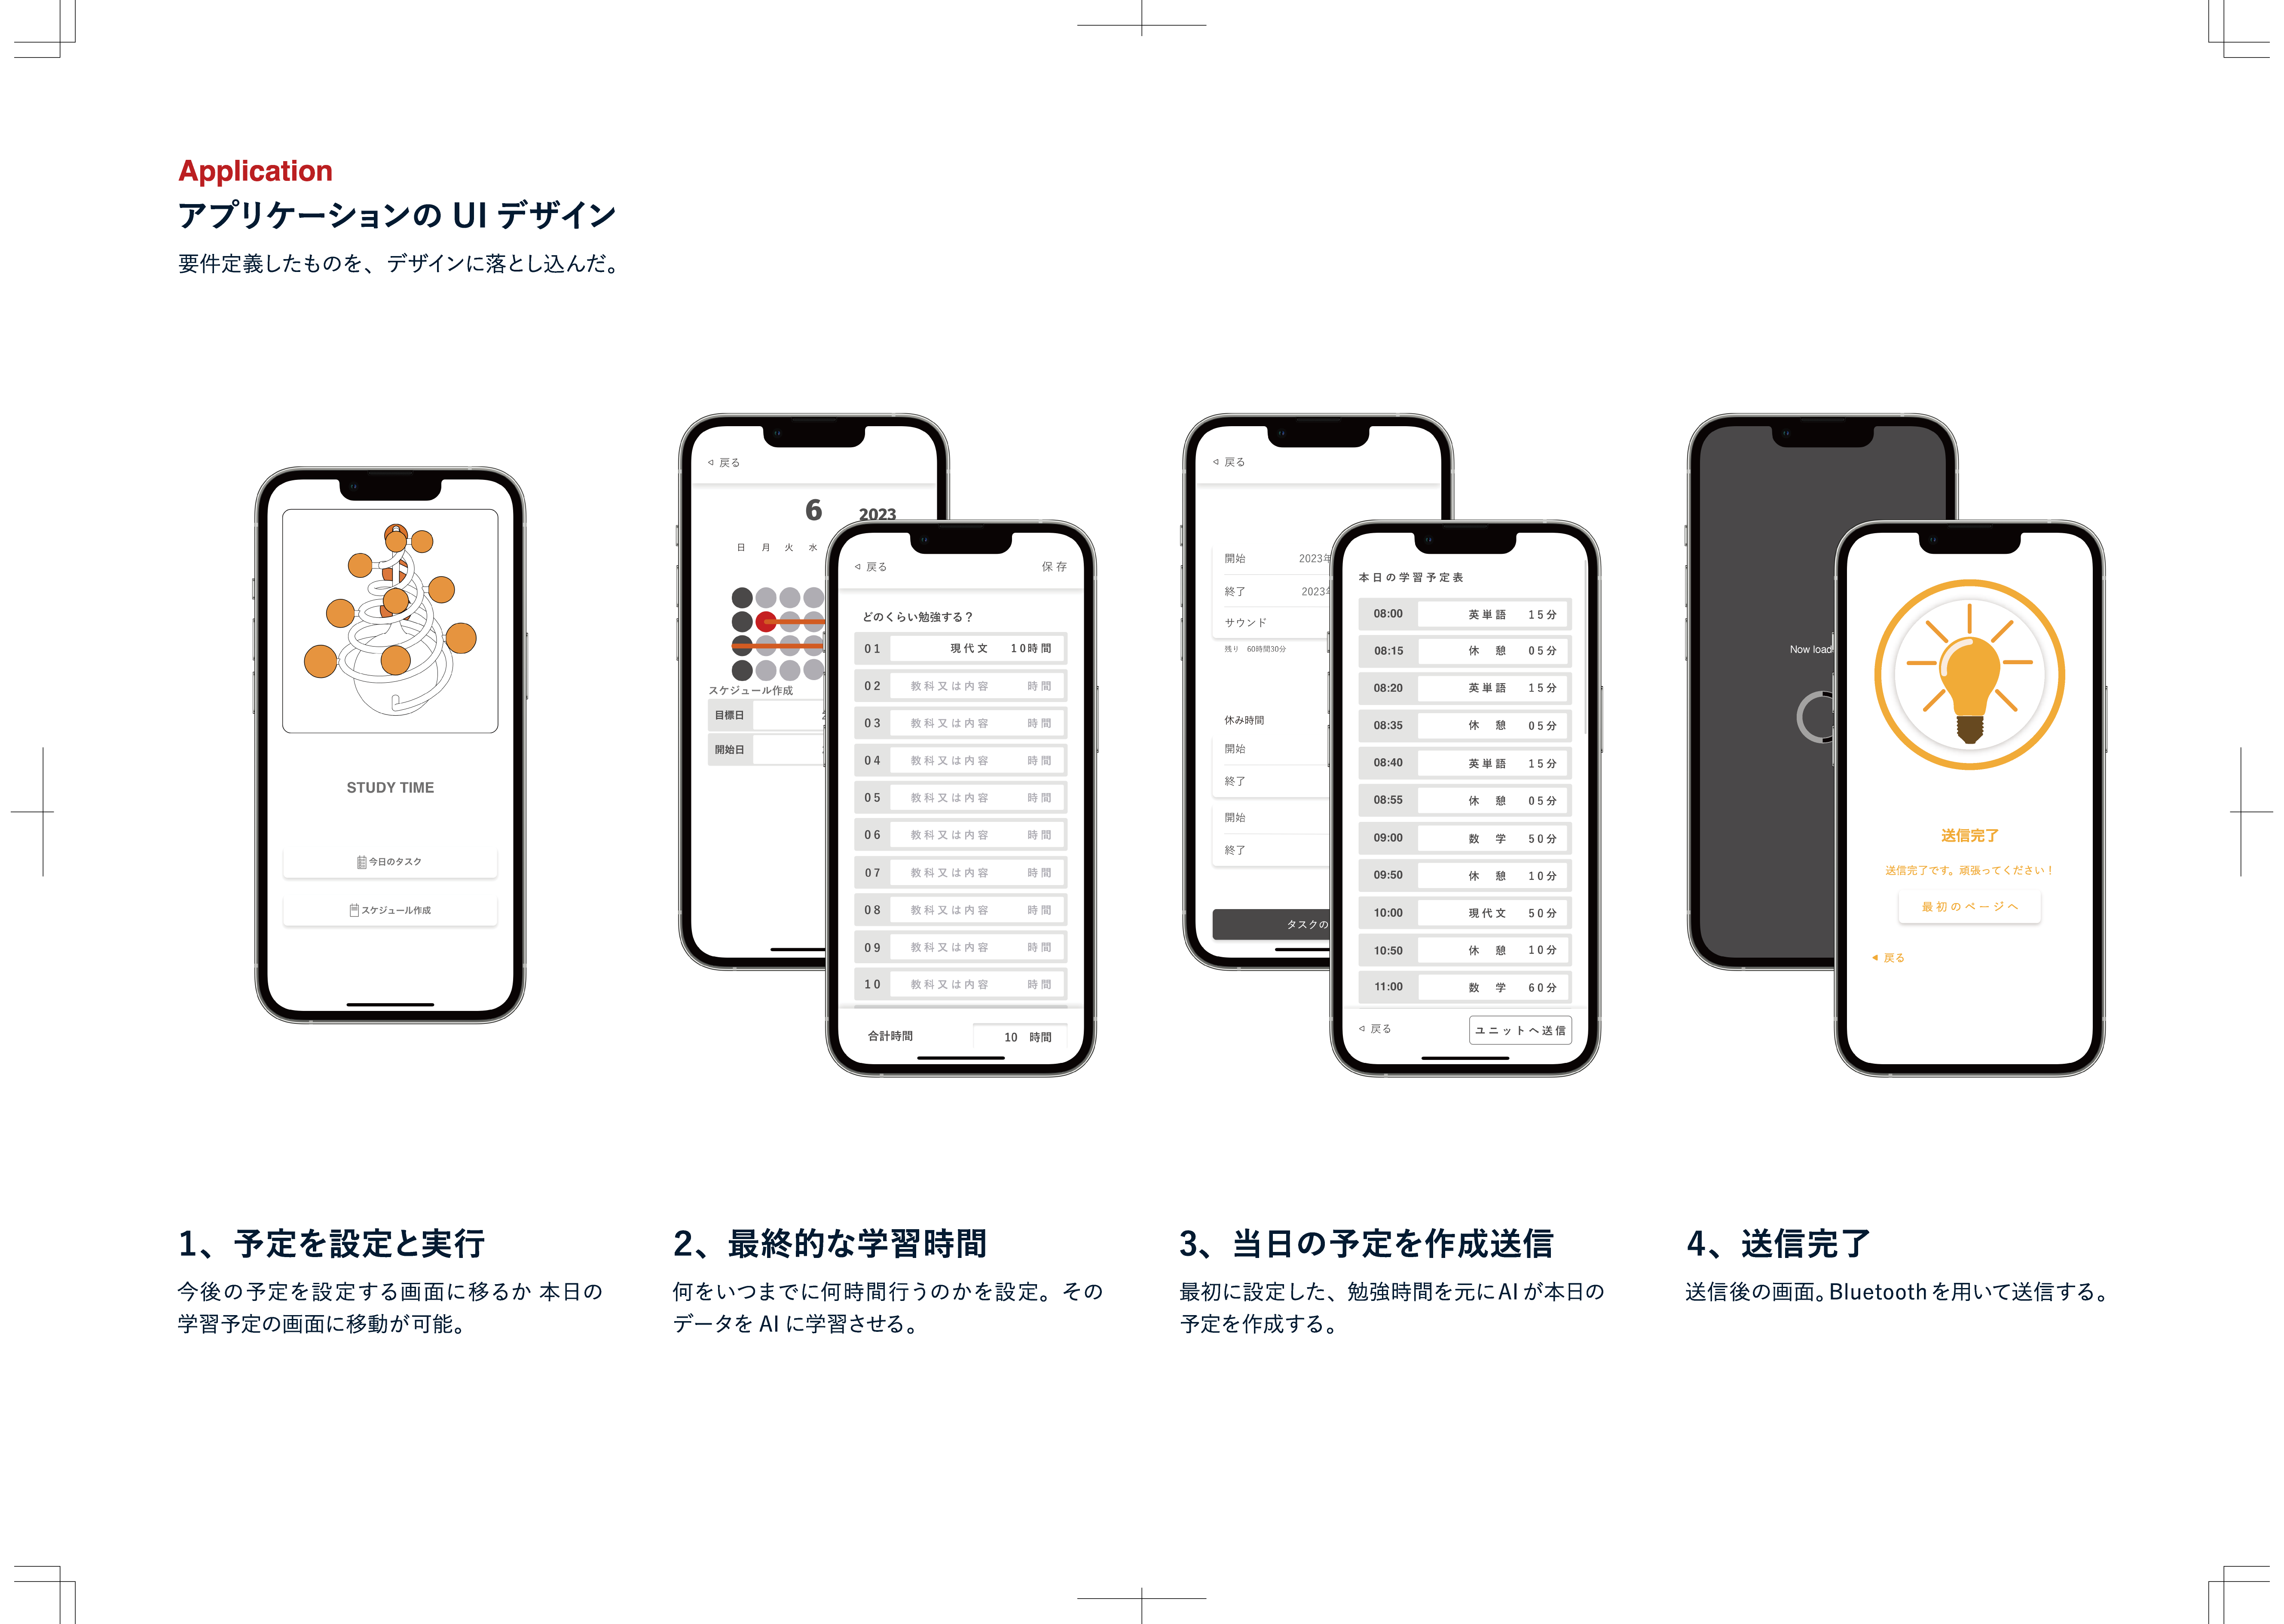 Application
アプリケーションの UI デザイン
要件定義したものを、デザインに落とし込んだ。
STUDY TIME
今日のタスク
スケジュール作成
◁ 戻る
6 2023
日 月 火 水
スケジュール作成
目標日
開始日
◁ 戻る 保存
どのくらい勉強する？
01 現代文 10時間
02 教科又は内容 時間
03 教科又は内容 時間
04 教科又は内容 時間
05 教科又は内容 時間
06 教科又は内容 時間
07 教科又は内容 時間
08 教科又は内容 時間
09 教科又は内容 時間
10 教科又は内容 時間
合計時間 10 時間
◁ 戻る
開始 2023年
終了 2023
サウンド
残り 60時間30分
休み時間
開始
終了
開始
終了
タスクの
本日の学習予定表
08:00 英単語 15分
08:15 休 憩 05分
08:20 英単語 15分
08:35 休 憩 05分
08:40 英単語 15分
08:55 休 憩 05分
09:00 数 学 50分
09:50 休 憩 10分
10:00 現代文 50分
10:50 休 憩 10分
11:00 数 学 60分
◁ 戻る ユニットへ送信
Now load
送信完了
送信完了です。頑張ってください！
最初のページへ
◀ 戻る
1、予定を設定と実行
今後の予定を設定する画面に移るか 本日の
学習予定の画面に移動が可能。
2、最終的な学習時間
何をいつまでに何時間行うのかを設定。その
データを AI に学習させる。
3、当日の予定を作成送信
最初に設定した、勉強時間を元にAIが本日の
予定を作成する。
4、送信完了
送信後の画面。Bluetoothを用いて送信する。